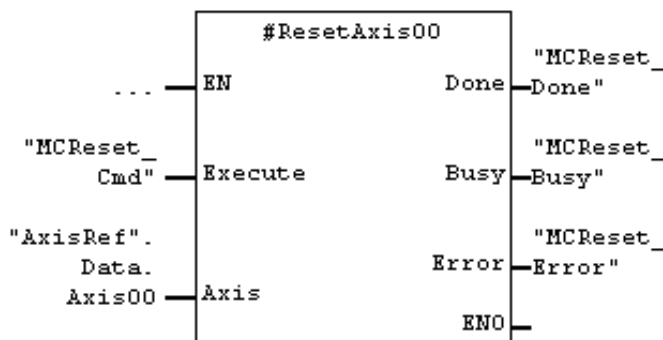 #ResetAxis00
"MCReset_
Done"
... EN Done
"MCReset_
Cmd"
Execute
"MCReset_
Busy"
Busy
"AxisRef".
Data.
Axis00
Axis
"MCReset_
Error"
Error
ENO